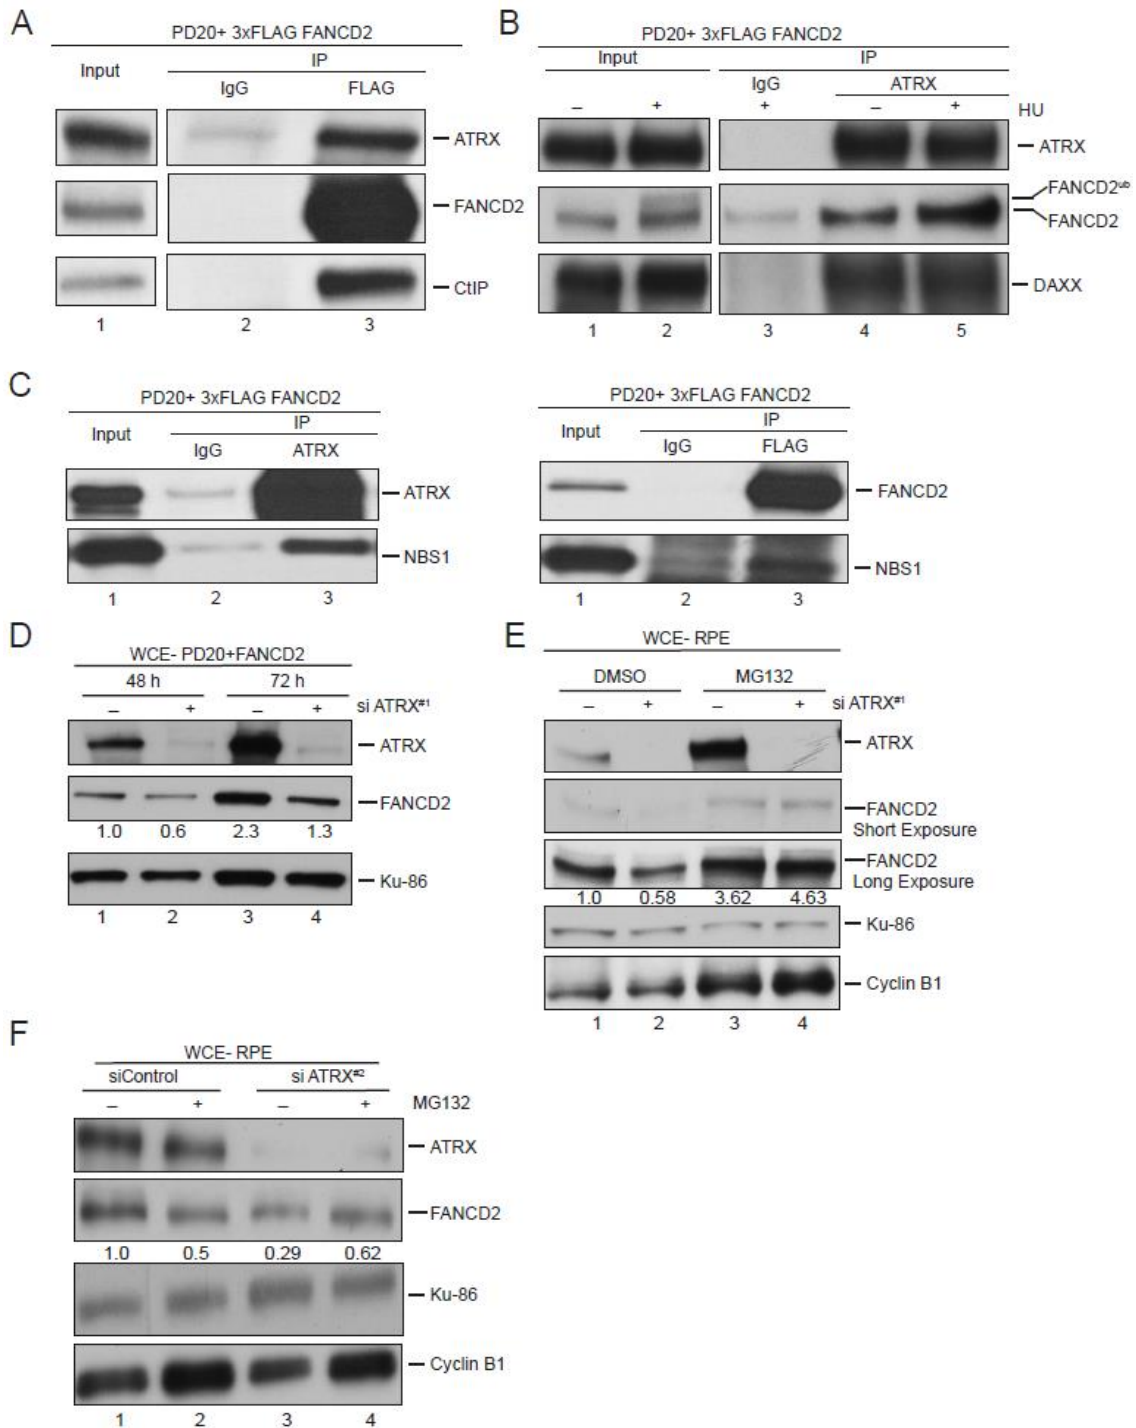 A
PD20+ 3xFLAG FANCD2
Input
IP
IgG
FLAG
ATRX
FANCD2
CtIP
1 2 3
B
PD20+ 3xFLAG FANCD2
Input
IP
IgG
ATRX
– + + – + HU
ATRX
FANCD2ᵘᵇ
FANCD2
DAXX
1 2 3 4 5
C
PD20+ 3xFLAG FANCD2
Input
IP
IgG
ATRX
ATRX
NBS1
1 2 3
PD20+ 3xFLAG FANCD2
Input
IP
IgG
FLAG
FANCD2
NBS1
1 2 3
D
WCE- PD20+FANCD2
48 h 72 h
– + – + si ATRX#1
ATRX
FANCD2
1.0 0.6 2.3 1.3
Ku-86
1 2 3 4
E
WCE- RPE
DMSO MG132
– + – + si ATRX#1
ATRX
FANCD2
Short Exposure
FANCD2
Long Exposure
1.0 0.58 3.62 4.63
Ku-86
Cyclin B1
1 2 3 4
F
WCE- RPE
siControl si ATRX#2
– + – + MG132
ATRX
FANCD2
1.0 0.5 0.29 0.62
Ku-86
Cyclin B1
1 2 3 4